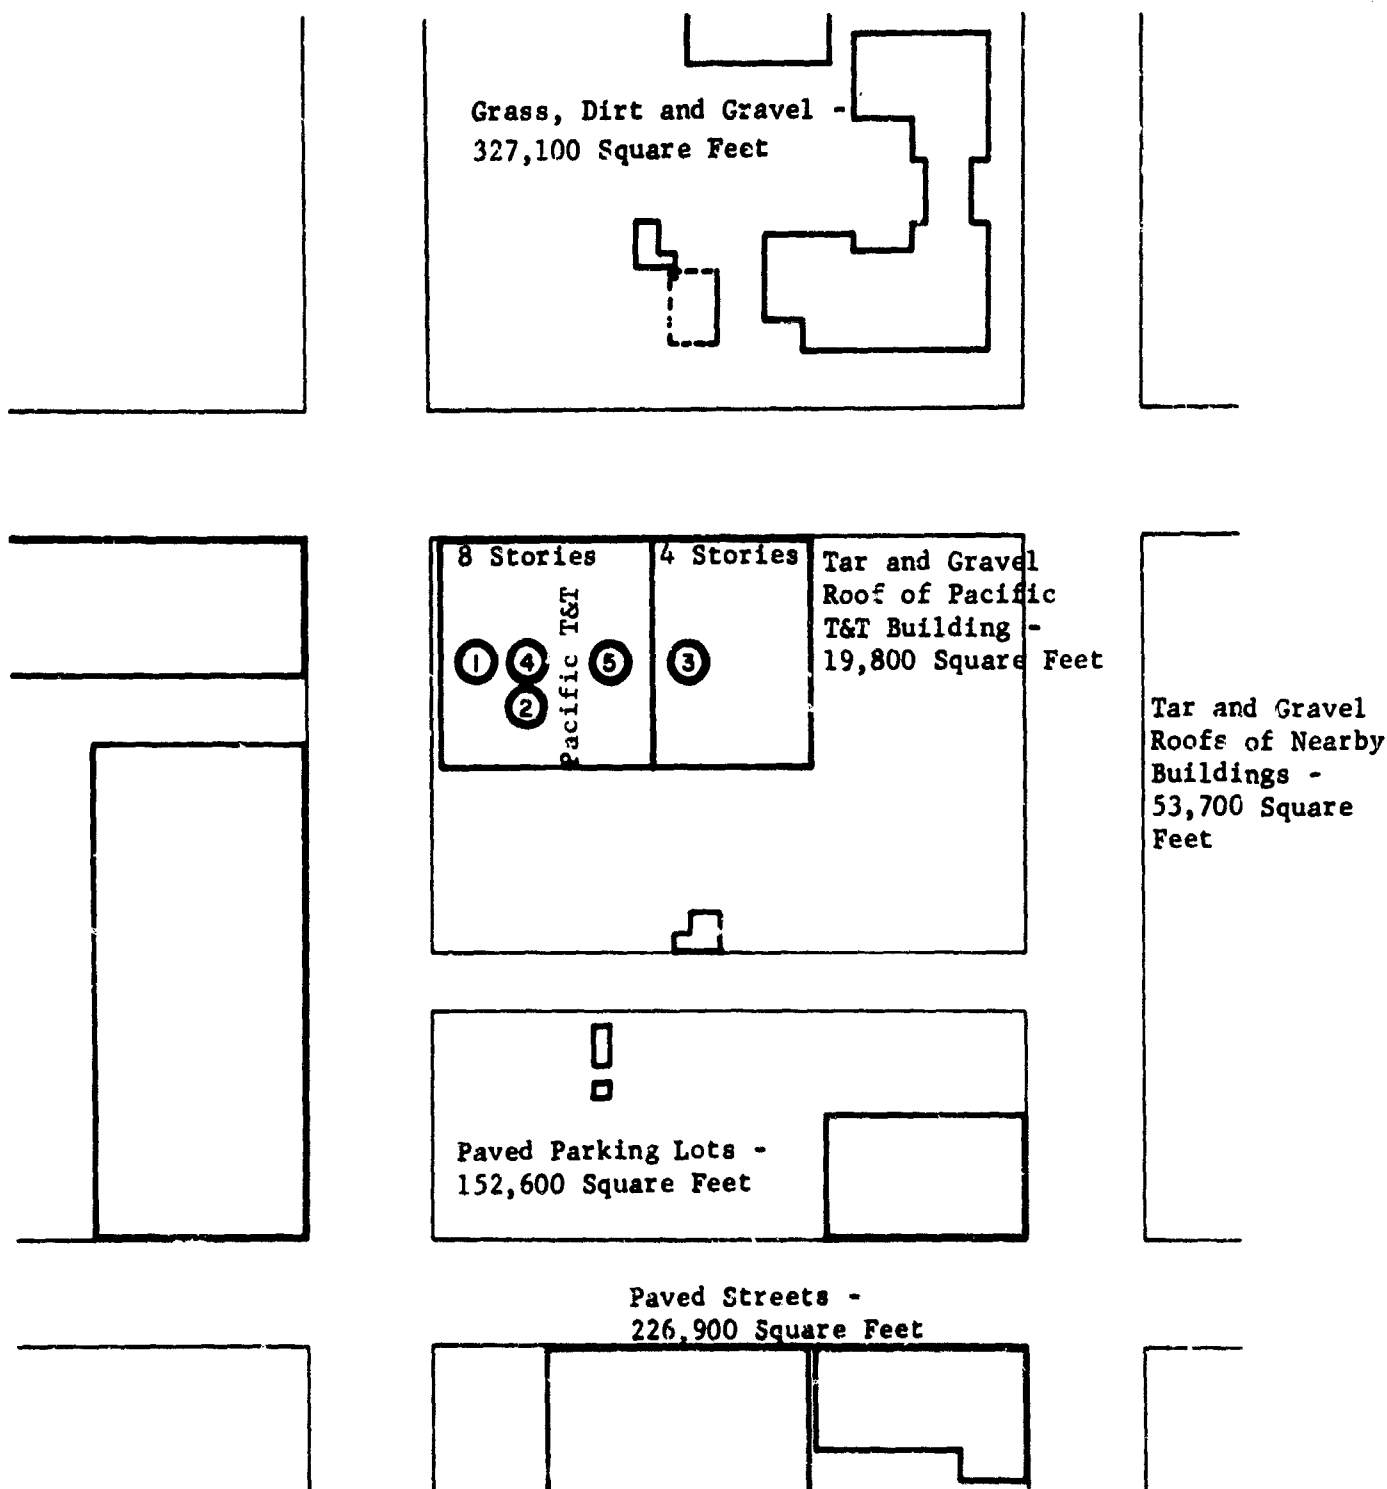 Grass, Dirt and Gravel -
327,100 Square Feet
8 Stories
4 Stories
Pacific T&T
1
4
5
3
2
Tar and Gravel
Roof of Pacific
T&T Building -
19,800 Square Feet
Tar and Gravel
Roofs of Nearby
Buildings -
53,700 Square
Feet
Paved Parking Lots -
152,600 Square Feet
Paved Streets -
226,900 Square Feet